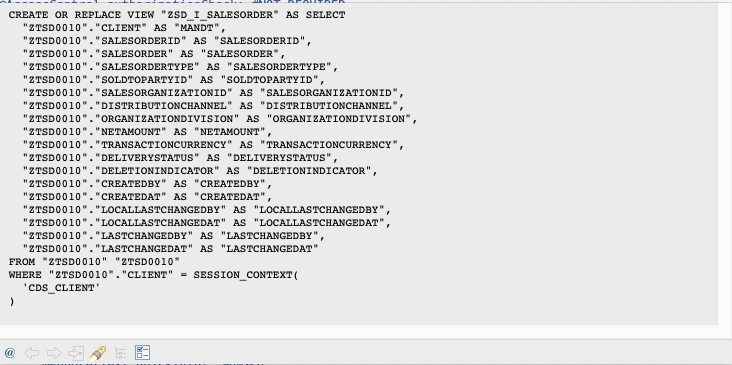 CREATE OR REPLACE VIEW "ZSD_I_SALESORDER" AS SELECT
"ZTSD0010"."CLIENT" AS "MANDT",
"ZTSD0010"."SALESORDERID" AS "SALESORDERID",
"ZTSD0010"."SALESORDER" AS "SALESORDER",
"ZTSD0010"."SALESORDERTYPE" AS "SALESORDERTYPE",
"ZTSD0010"."SOLDTOPARTYID" AS "SOLDTOPARTYID",
"ZTSD0010"."SALESORGANIZATIONID" AS "SALESORGANIZATIONID",
"ZTSD0010"."DISTRIBUTIONCHANNEL" AS "DISTRIBUTIONCHANNEL",
"ZTSD0010"."ORGANIZATIONDIVISION" AS "ORGANIZATIONDIVISION",
"ZTSD0010"."NETAMOUNT" AS "NETAMOUNT",
"ZTSD0010"."TRANSACTIONCURRENCY" AS "TRANSACTIONCURRENCY",
"ZTSD0010"."DELIVERYSTATUS" AS "DELIVERYSTATUS",
"ZTSD0010"."DELETIONINDICATOR" AS "DELETIONINDICATOR",
"ZTSD0010"."CREATEDBY" AS "CREATEDBY",
"ZTSD0010"."CREATEDAT" AS "CREATEDAT",
"ZTSD0010"."LOCALLASTCHANGEDBY" AS "LOCALLASTCHANGEDBY",
"ZTSD0010"."LOCALLASTCHANGEDAT" AS "LOCALLASTCHANGEDAT",
"ZTSD0010"."LASTCHANGEDBY" AS "LASTCHANGEDBY",
"ZTSD0010"."LASTCHANGEDAT" AS "LASTCHANGEDAT"
FROM "ZTSD0010" "ZTSD0010"
WHERE "ZTSD0010"."CLIENT" = SESSION_CONTEXT(
'CDS_CLIENT'
)
@